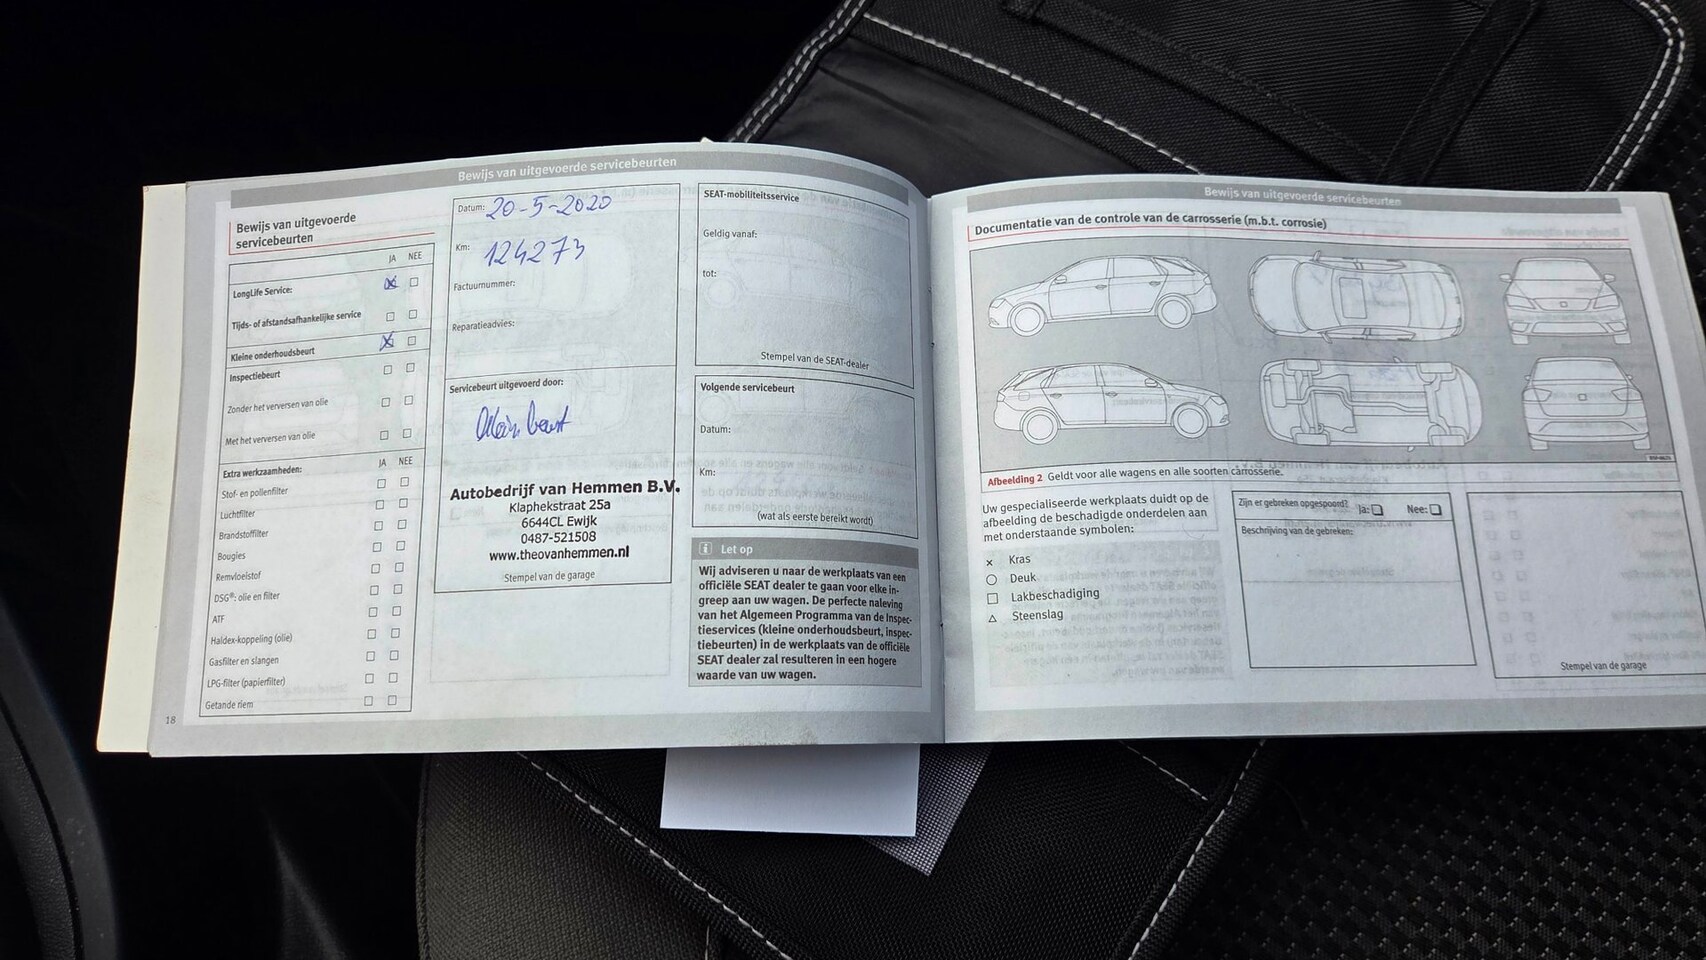 Bewijs van uitgevoerde servicebeurten
Bewijs van uitgevoerde
servicebeurten
JA NEE
LongLife Service:
Tijds- of afstandsafhankelijke service
Kleine onderhoudsbeurt
Inspectiebeurt
Zonder het verversen van olie
Met het verversen van olie
Extra werkzaamheden: JA NEE
Stof- en pollenfilter
Luchtfilter
Brandstoffilter
Bougies
Remvloeistof
DSG®: olie en filter
ATF
Haldex-koppeling (olie)
Gasfilter en slangen
LPG-filter (papierfilter)
Getande riem
18
Datum: 20-5-2020
Km: 124273
Factuurnummer:
Reparatieadvies:
Servicebeurt uitgevoerd door:
Autobedrijf van Hemmen B.V.
Klaphekstraat 25a
6644CL Ewijk
0487-521508
www.theovanhemmen.nl
Stempel van de garage
SEAT-mobiliteitsservice
Geldig vanaf:
tot:
Stempel van de SEAT-dealer
Volgende servicebeurt
Datum:
Km:
(wat als eerste bereikt wordt)
i Let op
Wij adviseren u naar de werkplaats van een
officiële SEAT dealer te gaan voor elke in-
greep aan uw wagen. De perfecte naleving
van het Algemeen Programma van de Inspec-
tieservices (kleine onderhoudsbeurt, inspec-
tiebeurten) in de werkplaats van de officiële
SEAT dealer zal resulteren in een hogere
waarde van uw wagen.
Bewijs van uitgevoerde servicebeurten
Documentatie van de controle van de carrosserie (m.b.t. corrosie)
Afbeelding 2 Geldt voor alle wagens en alle soorten carrosserie.
Uw gespecialiseerde werkplaats duidt op de
afbeelding de beschadigde onderdelen aan
met onderstaande symbolen:
Kras
Deuk
Lakbeschadiging
Steenslag
Zijn er gebreken opgespoord? Ja: Nee:
Beschrijving van de gebreken:
Stempel van de garage